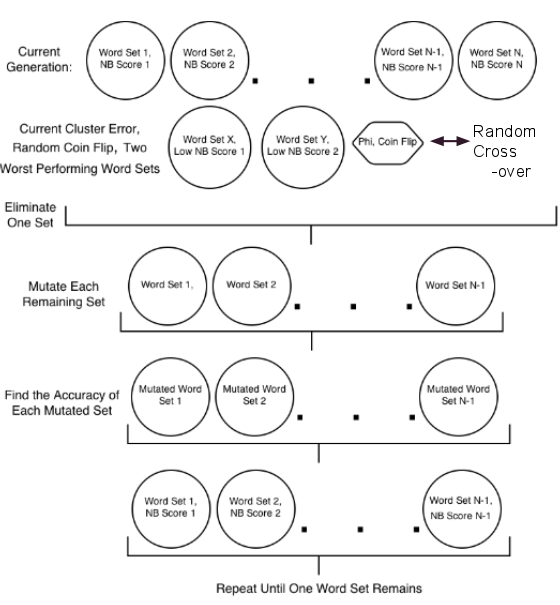 Current
Generation:
Word Set 1,
NB Score 1
Word Set 2,
NB Score 2
Word Set N-1,
NB Score N-1
Word Set N,
NB Score N
Current Cluster Error,
Random Coin Flip, Two
Worst Performing Word Sets
Word Set X,
Low NB Score 1
Word Set Y,
Low NB Score 2
Phi, Coin Flip
Random
Cross
-over
Eliminate
One Set
Mutate Each
Remaining Set
Word Set 1,
Word Set 2
Word Set N-1
Find the Accuracy of
Each Mutated Set
Mutated Word
Set 1
Mutated Word
Set 2
Mutated Word
Set N-1
Word Set 1,
NB Score 1
Word Set 2,
NB Score 2
Word Set N-1,
NB Score N-1
Repeat Until One Word Set Remains